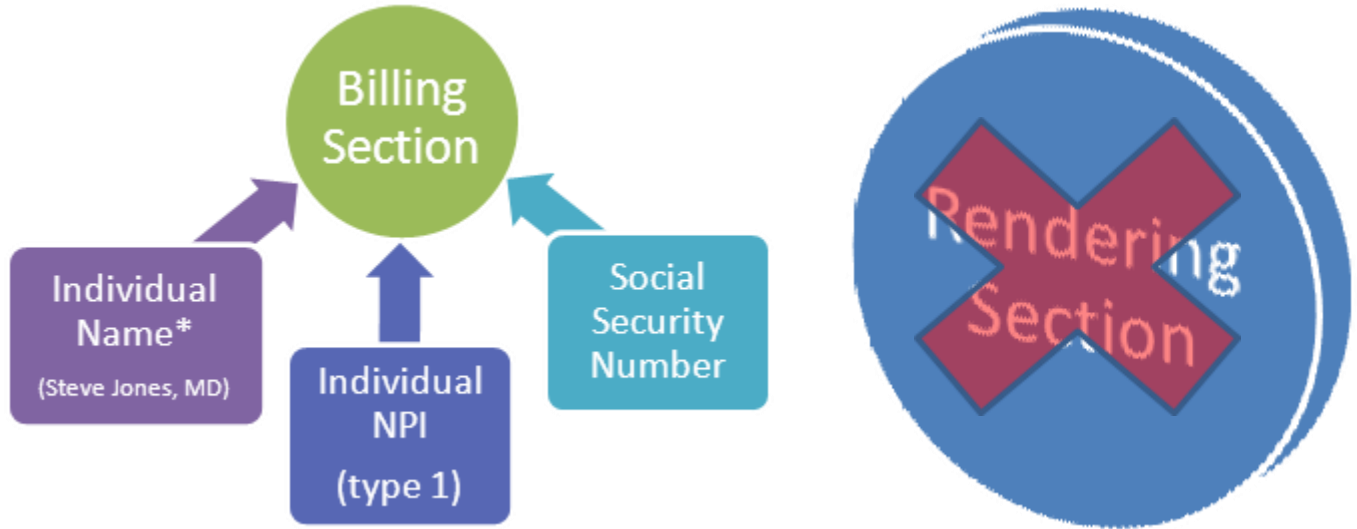 Billing
Section
Individual
Name*
(Steve Jones, MD)
Individual
NPI
(type 1)
Social
Security
Number
Rendering
Section